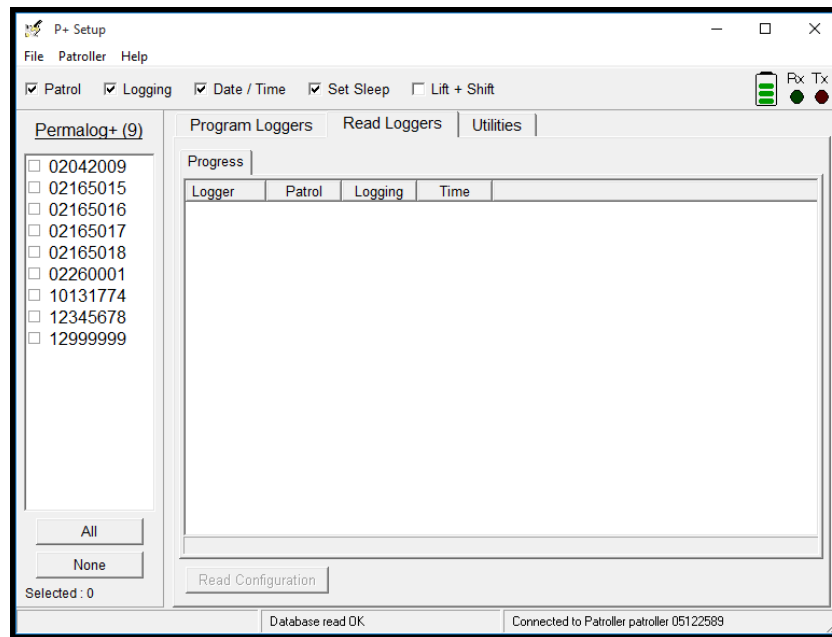 P+ Setup
File Patroller Help
Patrol Logging Date / Time Set Sleep Lift + Shift
Rx Tx
Permalog+ (9)
02042009
02165015
02165016
02165017
02165018
02260001
10131774
12345678
12999999
All
None
Selected : 0
Program Loggers Read Loggers Utilities
Progress
Logger Patrol Logging Time
Read Configuration
Database read OK Connected to Patroller patroller 05122589